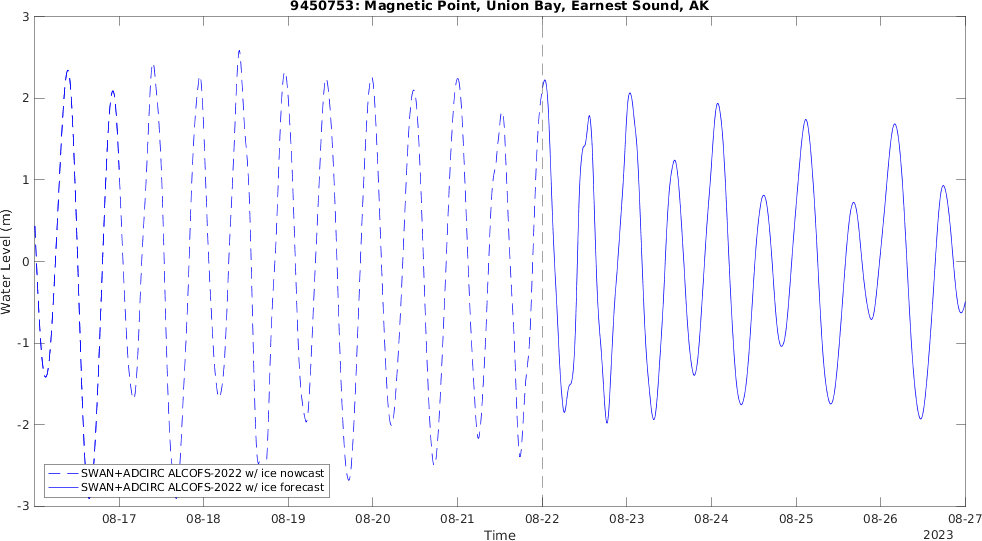 9450753: Magnetic Point, Union Bay, Earnest Sound, AK
3
2
1
0
-1
-2
-3
Water Level (m)
SWAN+ADCIRC ALCOFS-2022 w/ ice nowcast
SWAN+ADCIRC ALCOFS-2022 w/ ice forecast
08-17 08-18 08-19 08-20 08-21 08-22 08-23 08-24 08-25 08-26 08-27
Time
2023